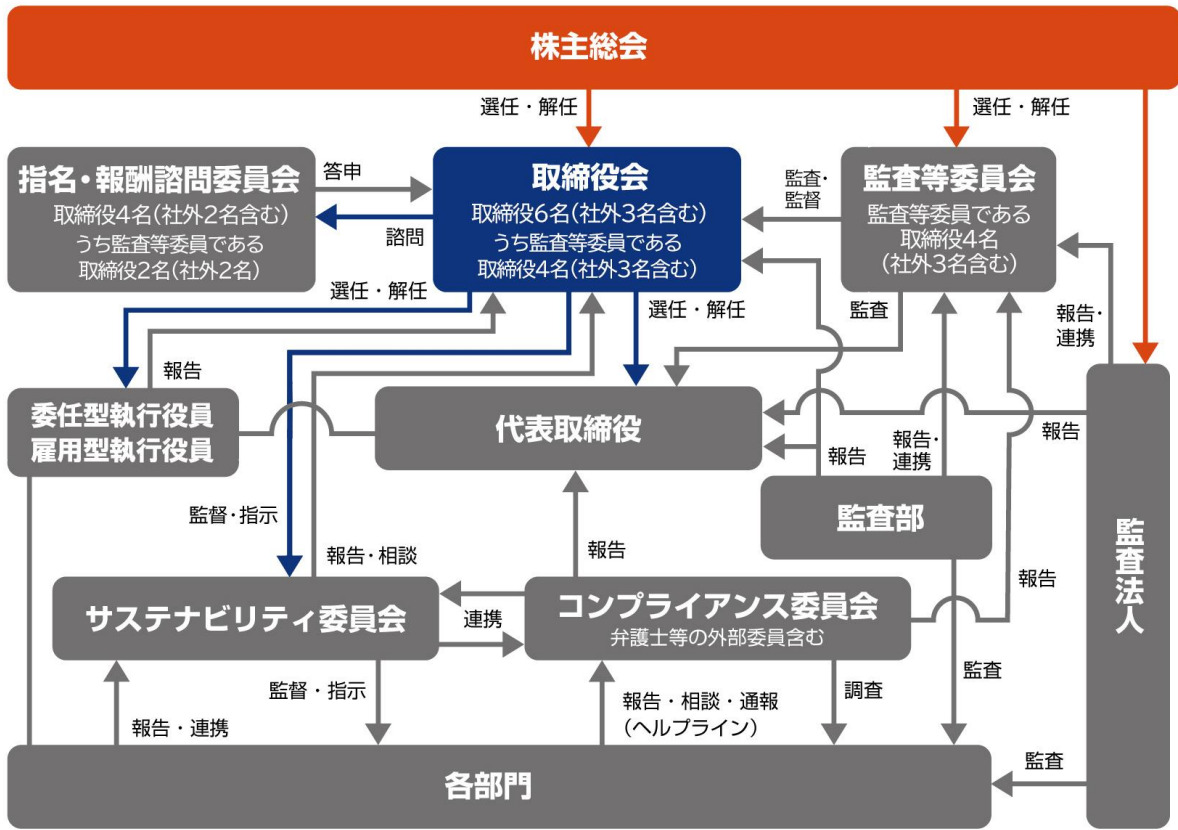 株主総会
選任・解任
選任・解任
指名・報酬諮問委員会
取締役4名(社外2名含む)
うち監査等委員である
取締役2名(社外2名)
答申
諮問
取締役会
取締役6名(社外3名含む)
うち監査等委員である
取締役4名(社外3名含む)
監査・
監督
監査等委員会
監査等委員である
取締役4名
(社外3名含む)
選任・解任
選任・解任
監査
報告・
連携
報告
委任型執行役員
雇用型執行役員
代表取締役
報告
報告・
連携
報告
監査部
監査法人
監督・指示
報告・相談
報告
報告
サステナビリティ委員会
連携
コンプライアンス委員会
弁護士等の外部委員含む
監査
監督・指示
報告・連携
報告・相談・通報
(ヘルプライン)
調査
各部門
監査